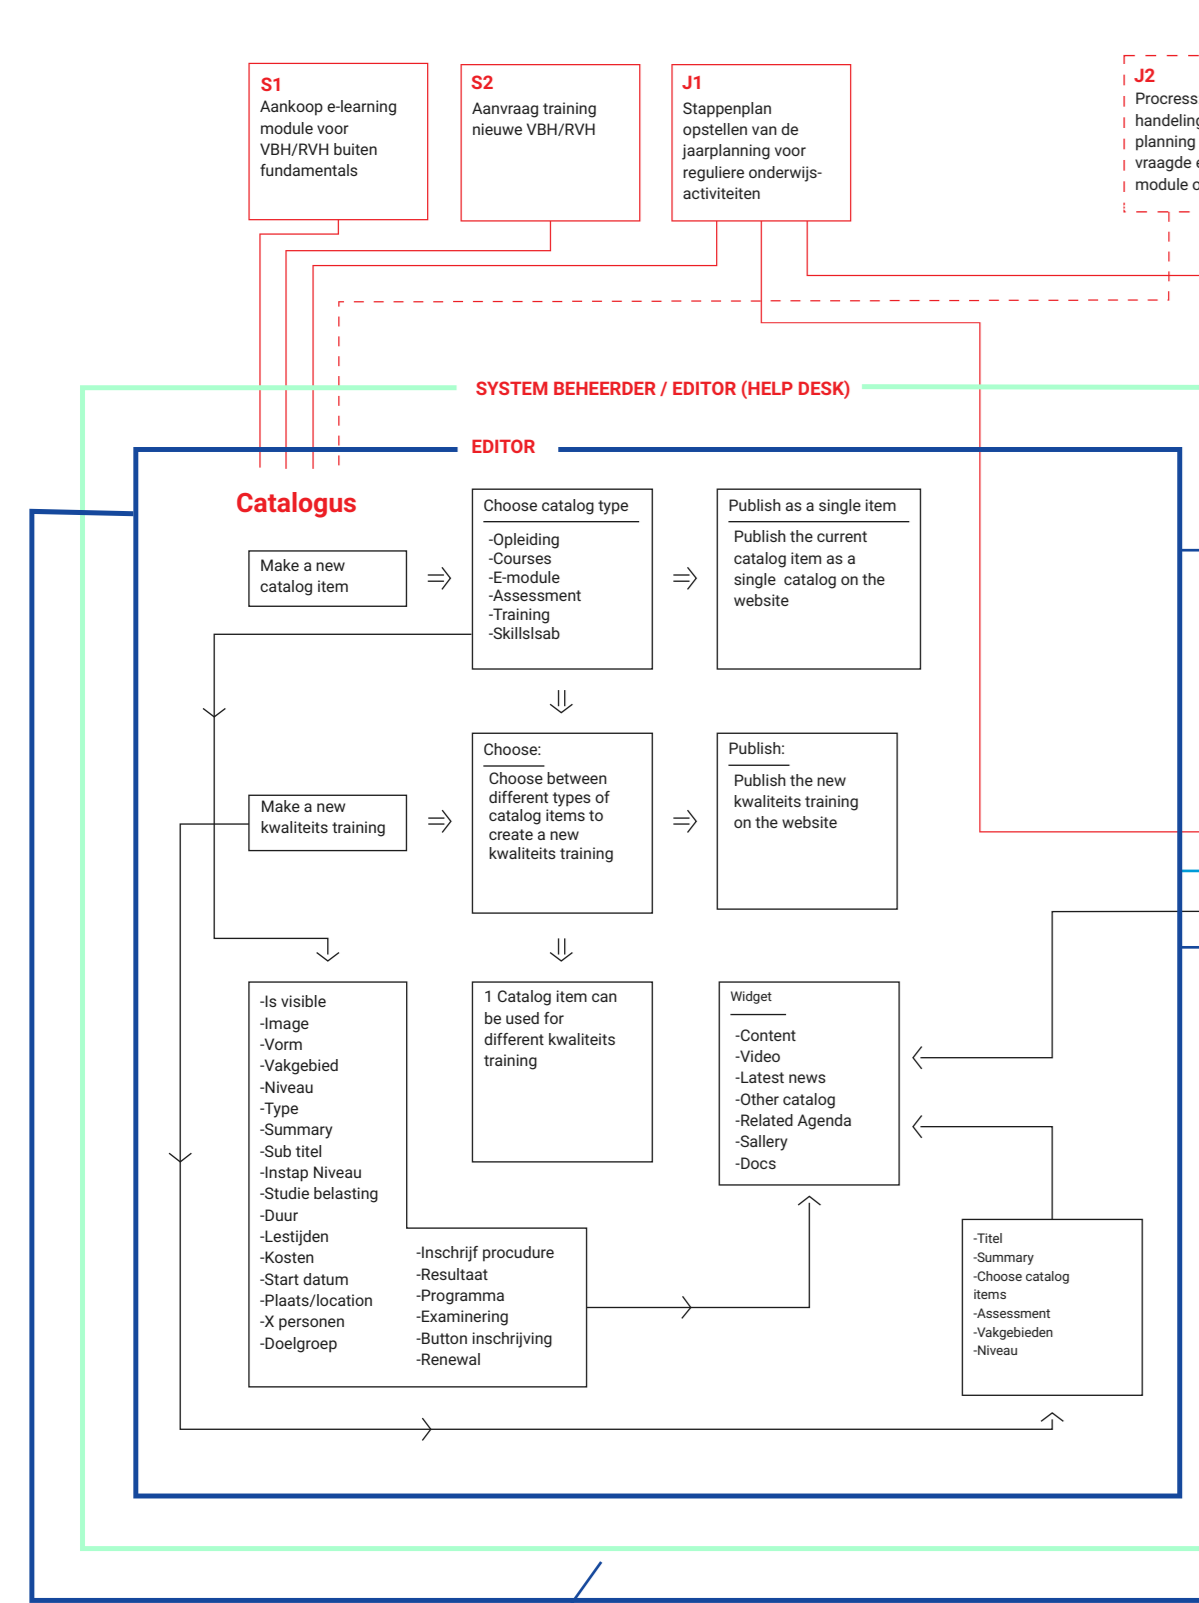 S1
Aankoop e-learning
module voor
VBH/RVH buiten
fundamentals
S2
Aanvraag training
nieuwe VBH/RVH
J1
Stappenplan
opstellen van de
jaarplanning voor
reguliere onderwijs-
activiteiten
J2
Procress
handeling
planning
vraagde
module
SYSTEM BEHEERDER / EDITOR (HELP DESK)
EDITOR
Catalogus
Make a new
catalog item
Choose catalog type
-Opleiding
-Courses
-E-module
-Assessment
-Training
-Skillslsab
Publish as a single item
Publish the current
catalog item as a
single catalog on the
website
Make a new
kwaliteits training
Choose:
Choose between
different types of
catalog items to
create a new
kwaliteits training
Publish:
Publish the new
kwaliteits training
on the website
-Is visible
-Image
-Vorm
-Vakgebied
-Niveau
-Type
-Summary
-Sub titel
-Instap Niveau
-Studie belasting
-Duur
-Lestijden
-Kosten
-Start datum
-Plaats/location
-X personen
-Doelgroep
-Inschrijf procudure
-Resultaat
-Programma
-Examinering
-Button inschrijving
-Renewal
1 Catalog item can
be used for
different kwaliteits
training
Widget
-Content
-Video
-Latest news
-Other catalog
-Related Agenda
-Sallery
-Docs
-Titel
-Summary
-Choose catalog
items
-Assessment
-Vakgebieden
-Niveau